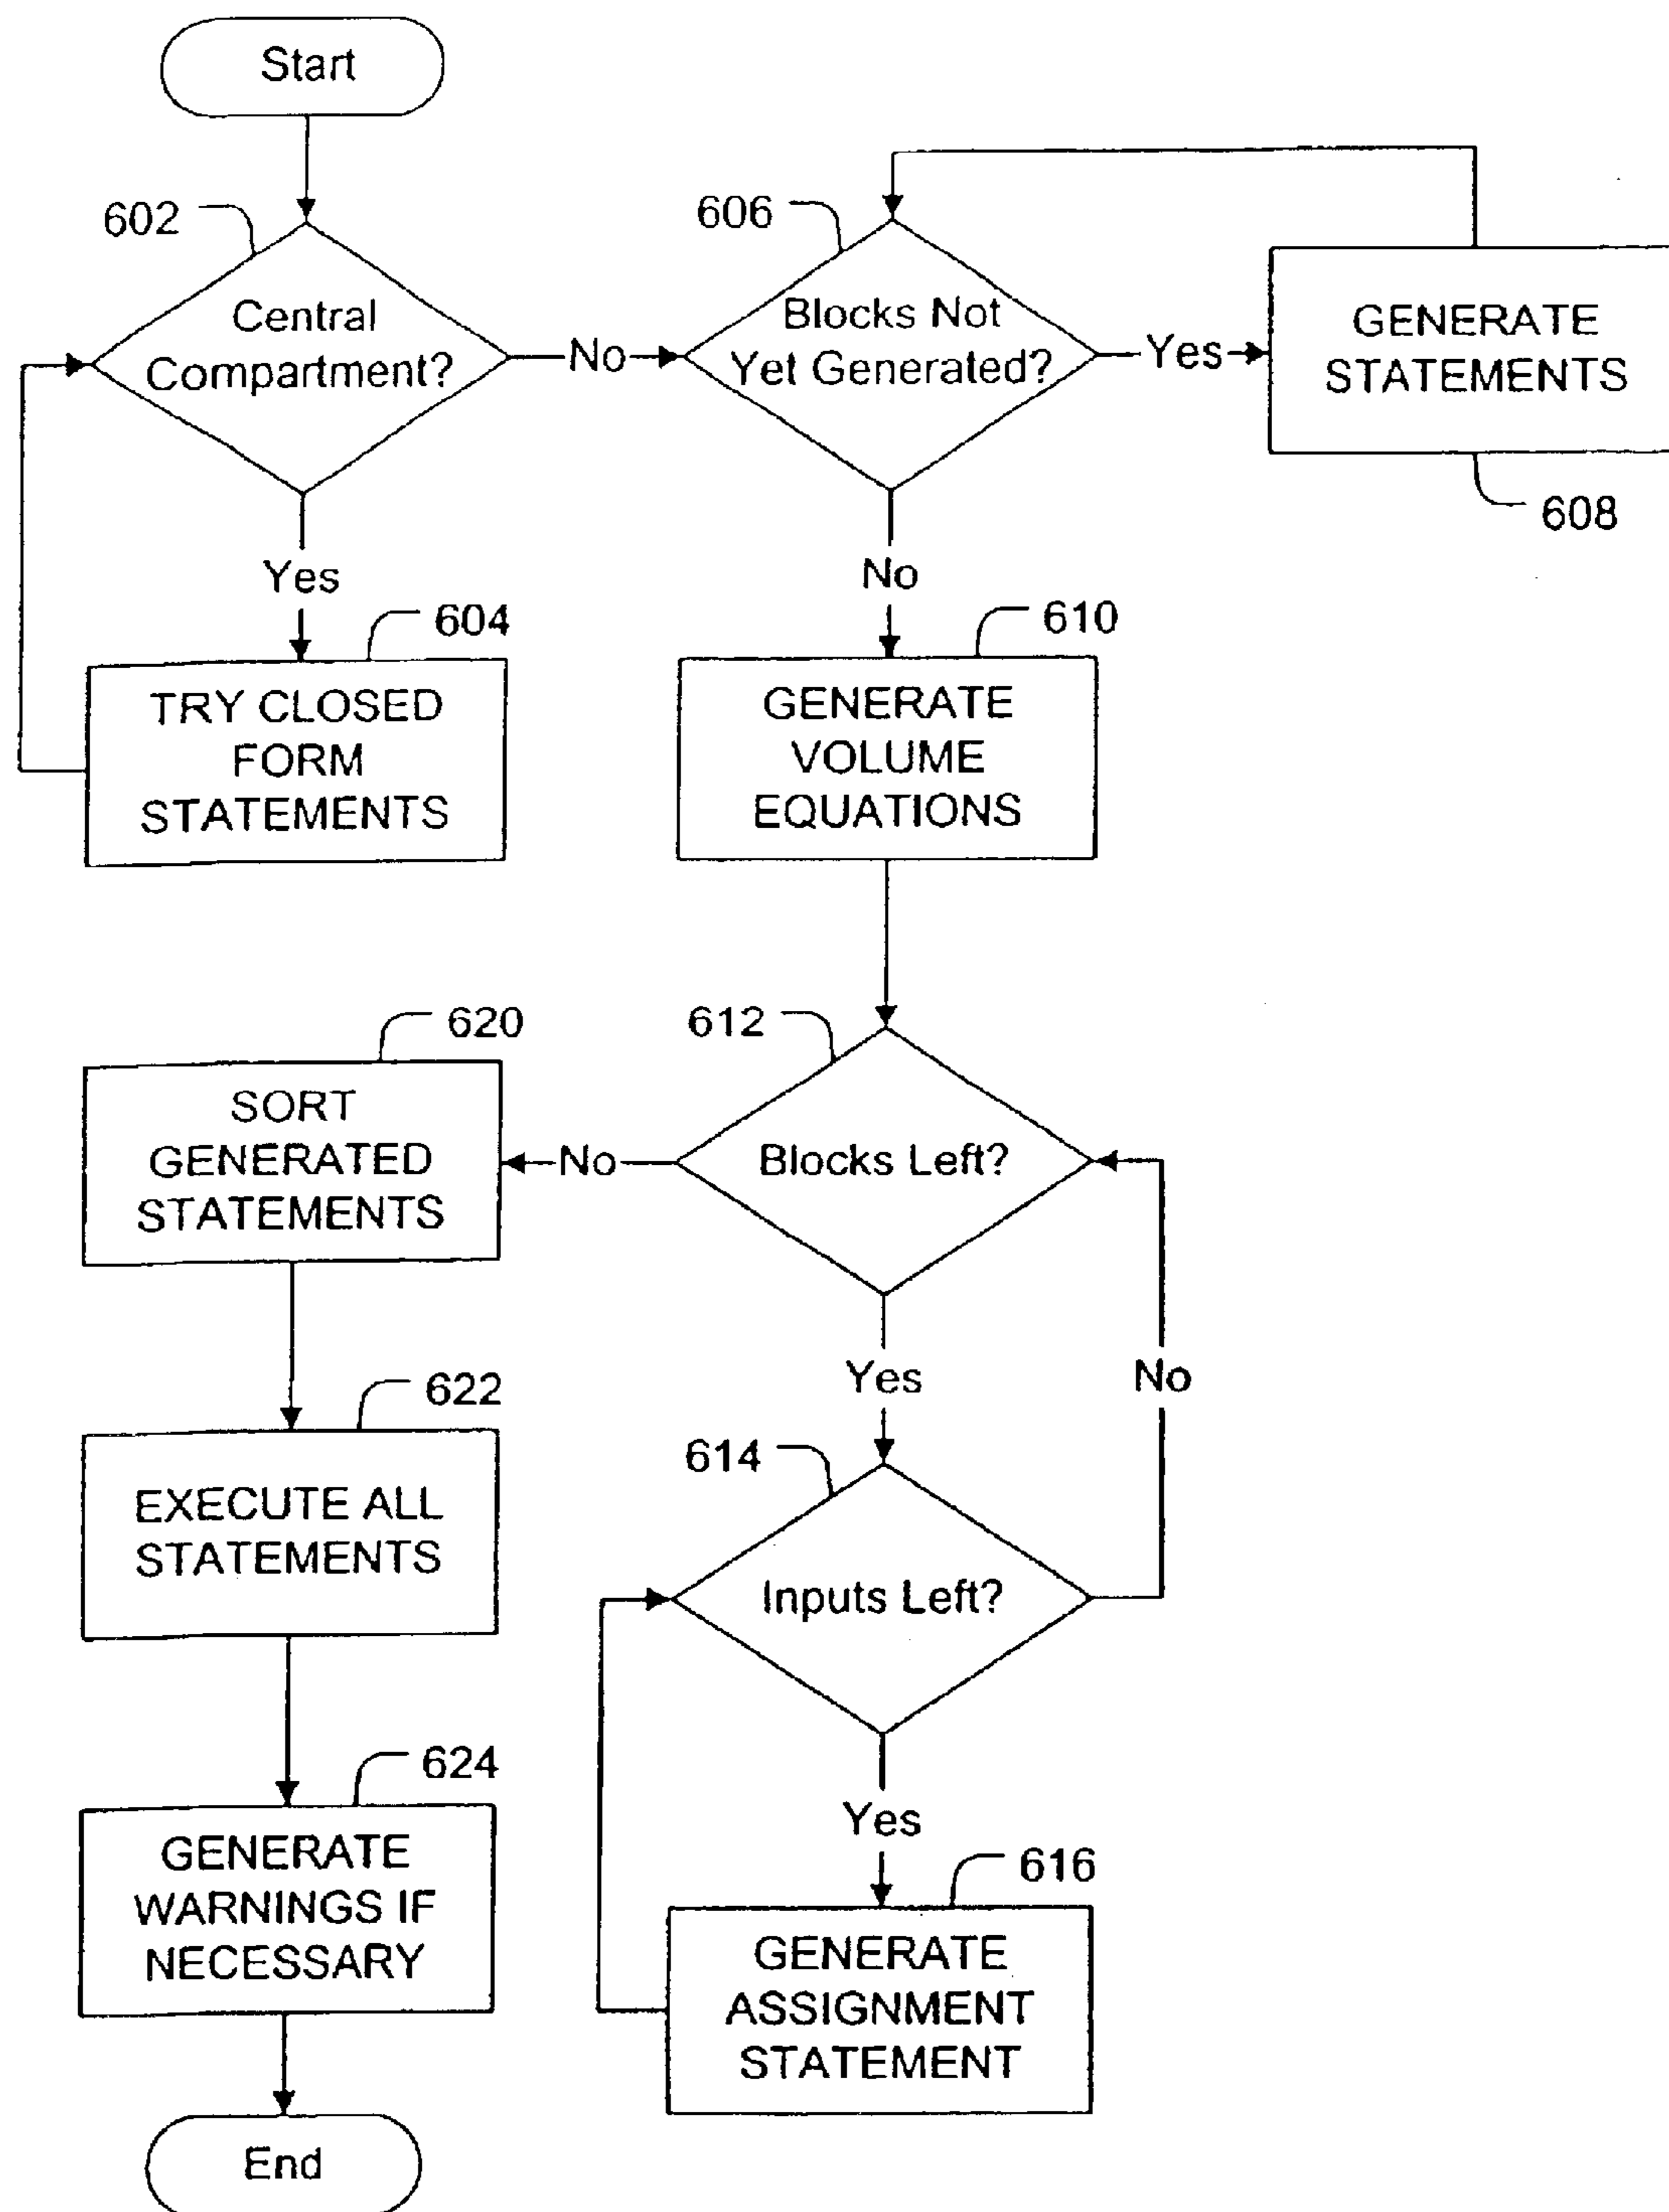 Start
602
Central
Compartment?
No
606
Blocks Not
Yet Generated?
Yes
GENERATE
STATEMENTS
608
Yes
604
TRY CLOSED
FORM
STATEMENTS
No
610
GENERATE
VOLUME
EQUATIONS
612
Blocks Left?
No
620
SORT
GENERATED
STATEMENTS
622
EXECUTE ALL
STATEMENTS
624
GENERATE
WARNINGS IF
NECESSARY
End
Yes
No
614
Inputs Left?
Yes
616
GENERATE
ASSIGNMENT
STATEMENT